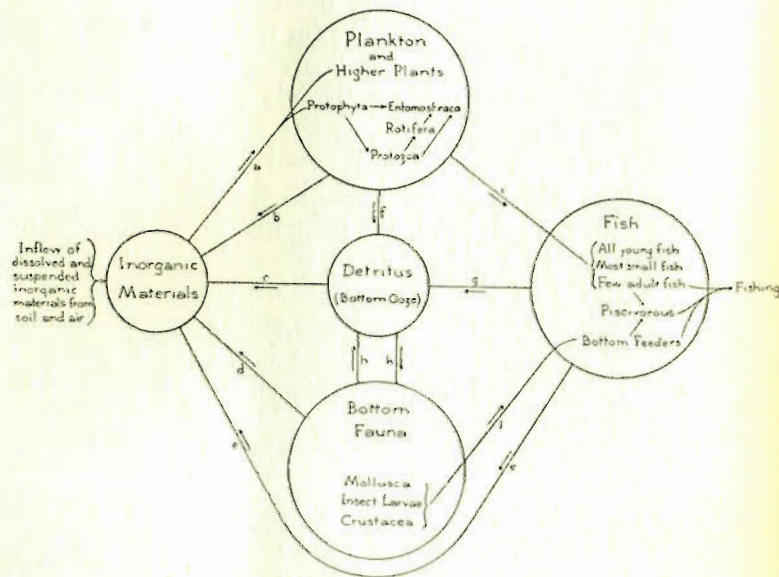 Plankton
and
Higher Plants
Protophyta
Entomostraca
Rotifera
Protozoa
a
b
f
i
Inflow of
dissolved and
suspended
inorganic
materials from
soil and air
Inorganic
Materials
c
Detritus
(Bottom Ooze)
g
Fish
All young fish
Most small fish
Few adult fish
Piscivorous
Bottom Feeders
Fishing
d
h
h
e
j
e
Bottom
Fauna
Mollusca
Insect Larvae
Crustacea